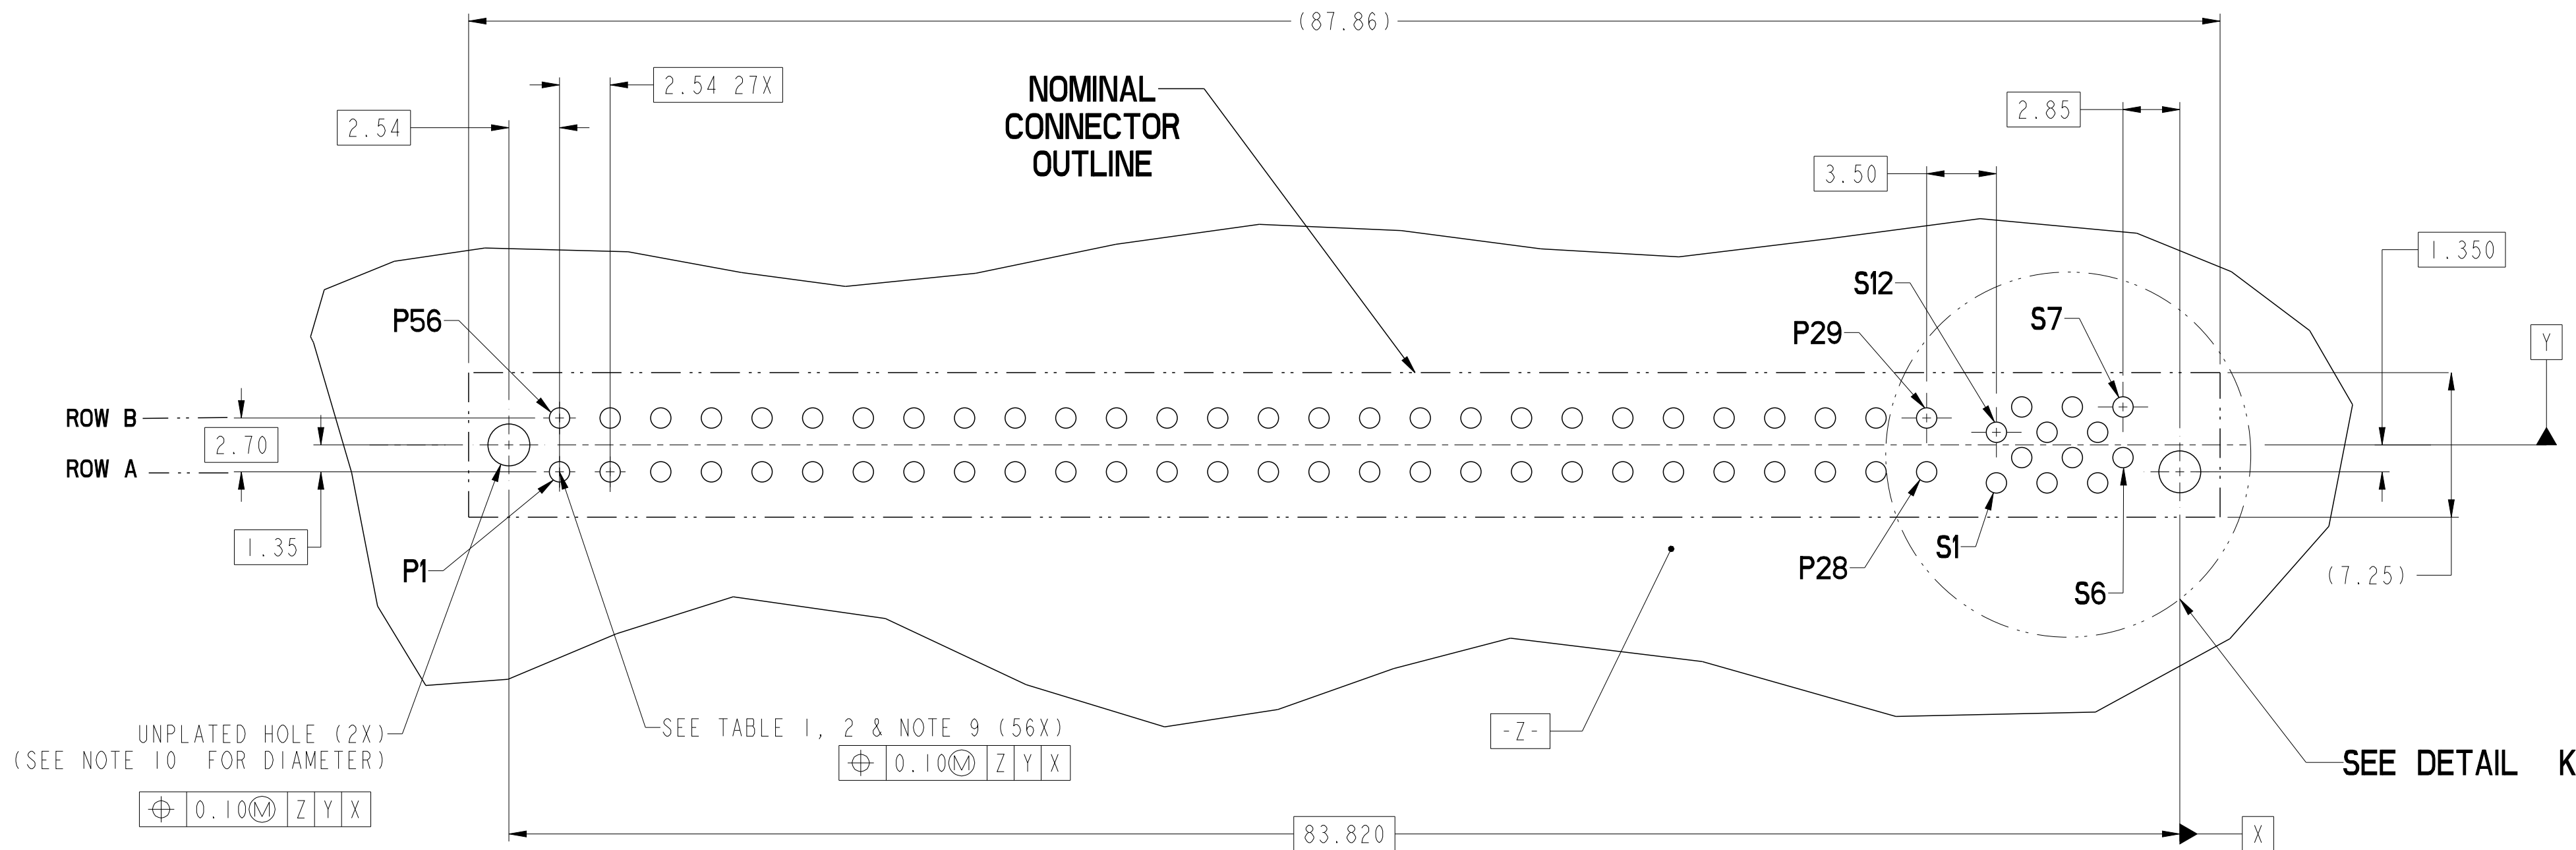 (87.86)
2.54 27X
2.54
NOMINAL
CONNECTOR
OUTLINE
2.85
3.50
1.350
Y
S12
S7
P56
P29
ROW B
2.70
ROW A
1.35
P1
S1
P28
S6
(7.25)
UNPLATED HOLE (2X)
(SEE NOTE 10 FOR DIAMETER)
⌖ 0.10Ⓜ Z Y X
SEE TABLE 1, 2 & NOTE 9 (56X)
⌖ 0.10Ⓜ Z Y X
-Z-
SEE DETAIL K
83.820
X